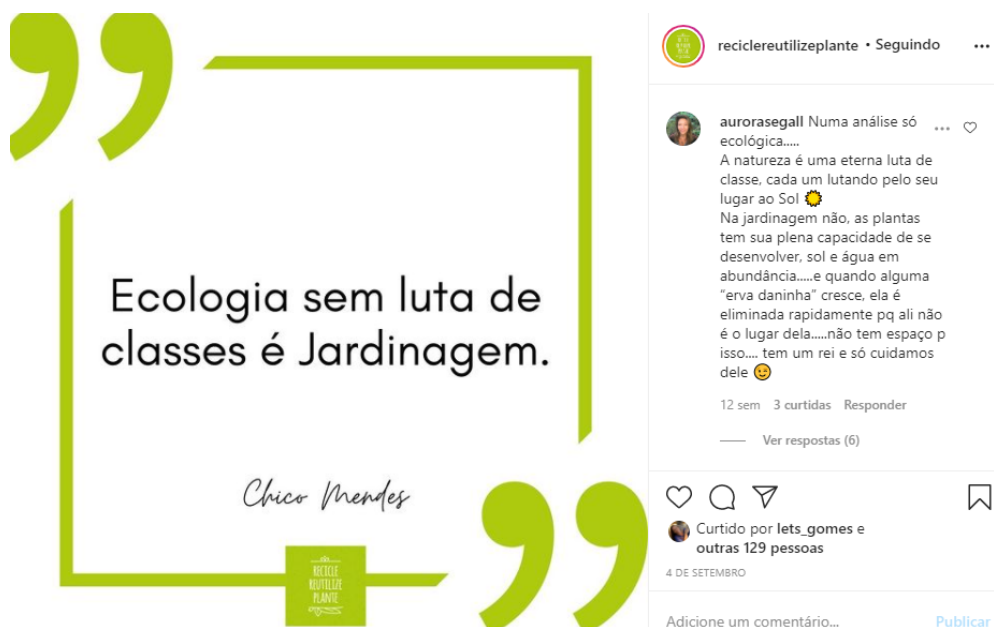 Ecologia sem luta de
classes é Jardinagem.
Chico Mendes
RECICLE
REUTILIZE
PLANTE
reciclereutilizeplante • Seguindo
aurorasegall Numa análise só
ecológica.....
A natureza é uma eterna luta de
classe, cada um lutando pelo seu
lugar ao Sol
Na jardinagem não, as plantas
tem sua plena capacidade de se
desenvolver, sol e água em
abundância.....e quando alguma
“erva daninha” cresce, ela é
eliminada rapidamente pq ali não
é o lugar dela.....não tem espaço p
isso.... tem um rei e só cuidamos
dele
12 sem 3 curtidas Responder
Ver respostas (6)
Curtido por lets_gomes e
outras 129 pessoas
4 DE SETEMBRO
Adicione um comentário... Publicar